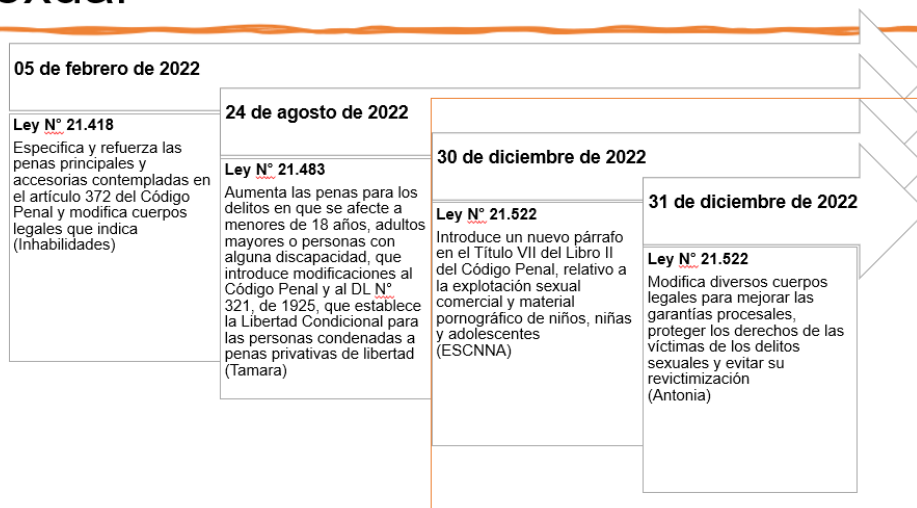 05 de febrero de 2022
Ley N° 21.418
Especifica y refuerza las
penas principales y
accesorias contempladas en
el artículo 372 del Código
Penal y modifica cuerpos
legales que indica
(Inhabilidades)
24 de agosto de 2022
Ley N° 21.483
Aumenta las penas para los
delitos en que se afecte a
menores de 18 años, adultos
mayores o personas con
alguna discapacidad, que
introduce modificaciones al
Código Penal y al DL N°
321, de 1925, que establece
la Libertad Condicional para
las personas condenadas a
penas privativas de libertad
(Tamara)
30 de diciembre de 2022
Ley N° 21.522
Introduce un nuevo párrafo
en el Título VII del Libro II
del Código Penal, relativo a
la explotación sexual
comercial y material
pornográfico de niños, niñas
y adolescentes
(ESCNNA)
31 de diciembre de 2022
Ley N° 21.522
Modifica diversos cuerpos
legales para mejorar las
garantías procesales,
proteger los derechos de las
víctimas de los delitos
sexuales y evitar su
revictimización
(Antonia)